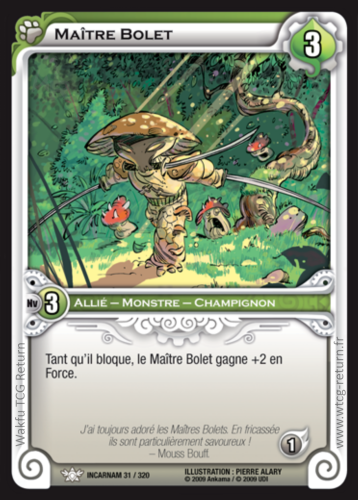 MAÎTRE BOLET
3
Nv 3
ALLIÉ – MONSTRE – CHAMPIGNON
Tant qu'il bloque, le Maître Bolet gagne +2 en
Force.
J'ai toujours adoré les Maîtres Bolets. En fricassée
ils sont particulièrement savoureux !
– Mouss Bouff.
1
INCARNAM 31 / 320
ILLUSTRATION : PIERRE ALARY
© 2009 Ankama / © 2009 UDI
Wakfu TCG Return
www.wtcg-return.fr